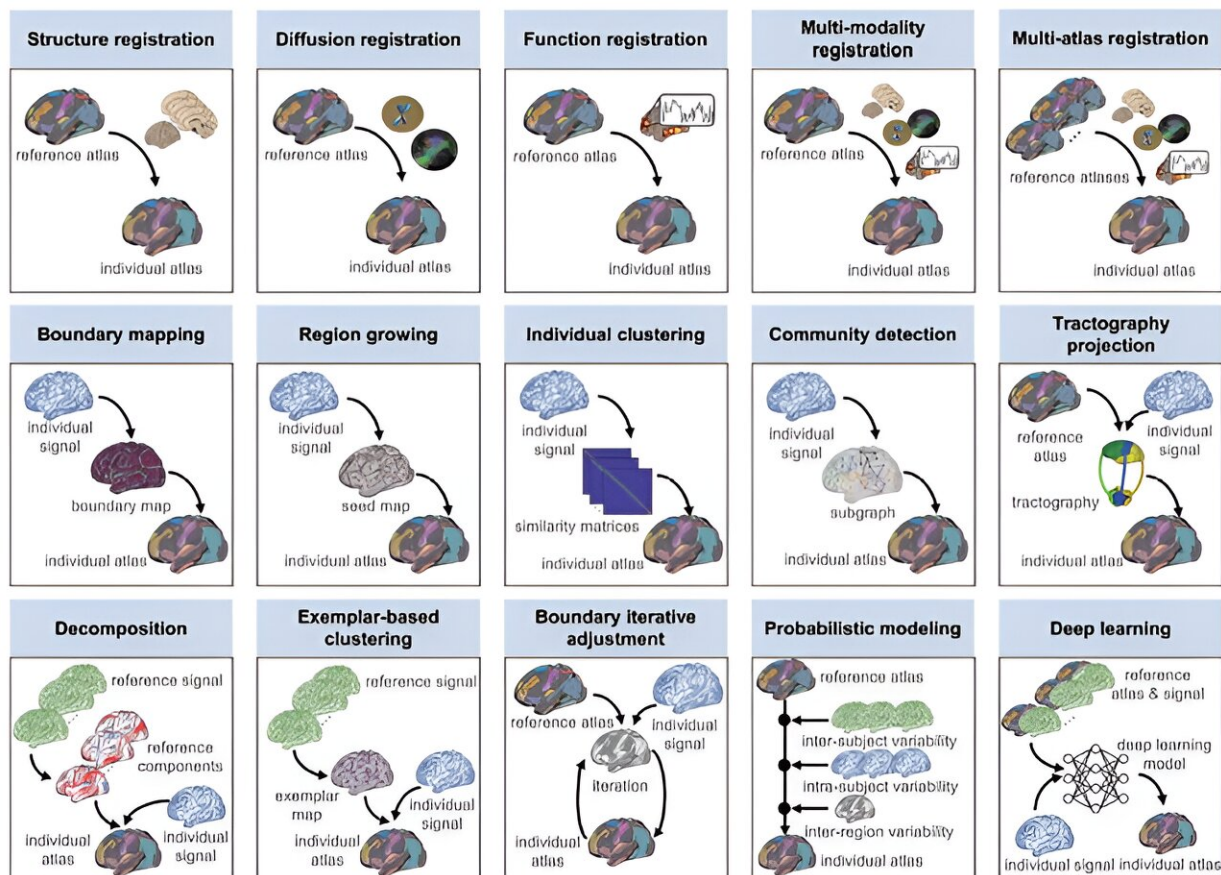 Structure registration
reference atlas
individual atlas
Diffusion registration
reference atlas
individual atlas
Function registration
reference atlas
individual atlas
Multi-modality
registration
reference atlas
individual atlas
Multi-atlas registration
reference atlases
individual atlas
Boundary mapping
individual
signal
boundary map
individual atlas
Region growing
individual
signal
seed map
individual atlas
Individual clustering
individual
signal
similarity matrices
individual atlas
Community detection
individual
signal
subgraph
individual atlas
Tractography
projection
reference
atlas
individual
signal
tractography
individual atlas
Decomposition
reference signal
reference
components
individual
atlas
individual
signal
Exemplar-based
clustering
reference signal
exemplar
map
individual
signal
individual
atlas
Boundary iterative
adjustment
reference atlas
individual
signal
iteration
individual
atlas
Probabilistic modeling
reference atlas
inter-subject variability
intra-subject variability
inter-region variability
individual atlas
Deep learning
reference
atlas & signal
deep learning
model
individual signal
individual atlas